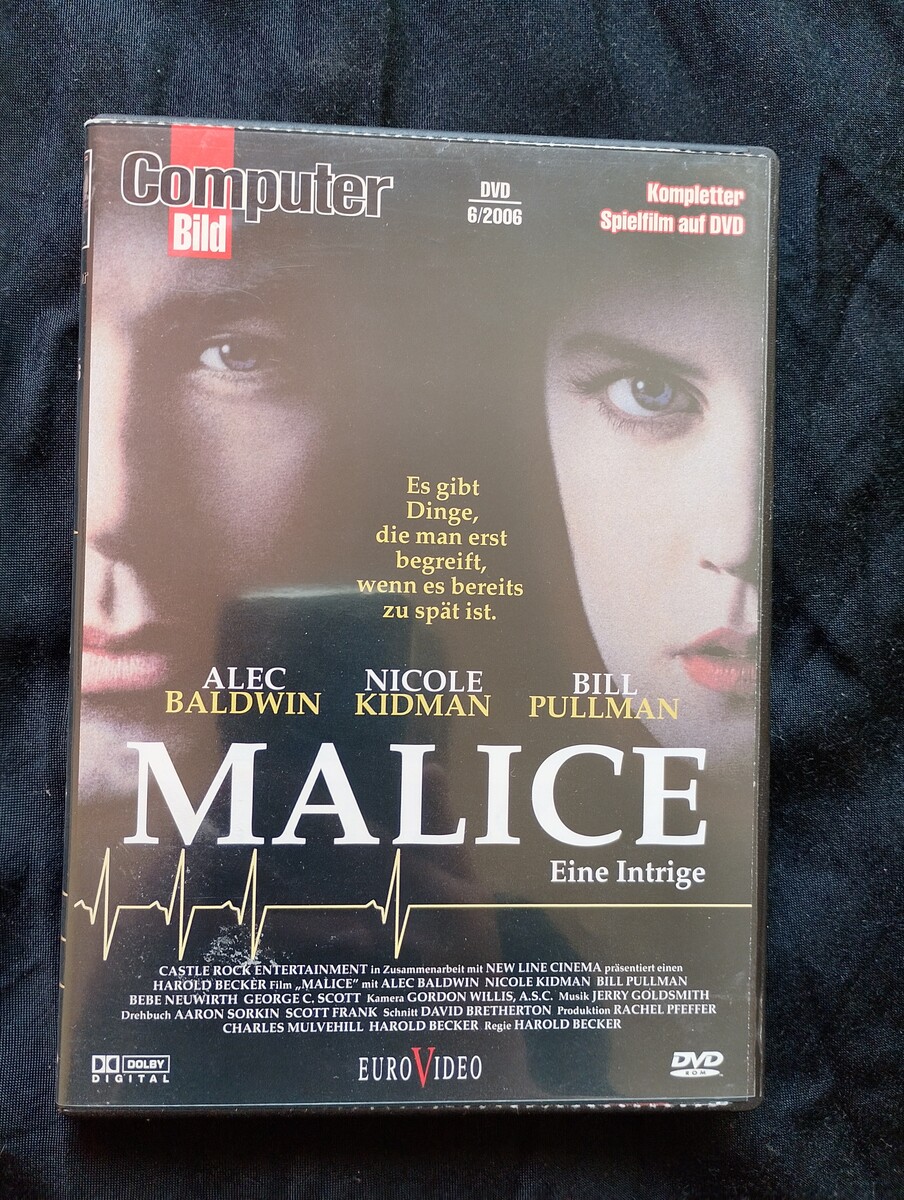 Computer
Bild
DVD
6/2006
Kompletter
Spielfilm auf DVD
Es gibt
Dinge,
die man erst
begreift,
wenn es bereits
zu spät ist.
ALEC
BALDWIN
NICOLE
KIDMAN
BILL
PULLMAN
MALICE
Eine Intrige
CASTLE ROCK ENTERTAINMENT in Zusammenarbeit mit NEW LINE CINEMA präsentiert einen
HAROLD BECKER Film „MALICE" mit ALEC BALDWIN NICOLE KIDMAN BILL PULLMAN
BEBE NEUWIRTH GEORGE C. SCOTT Kamera GORDON WILLIS, A.S.C. Musik JERRY GOLDSMITH
Drehbuch AARON SORKIN SCOTT FRANK Schnitt DAVID BRETHERTON Produktion RACHEL PFEFFER
CHARLES MULVEHILL HAROLD BECKER Regie HAROLD BECKER
DOLBY
DIGITAL
EUROVIDEO
DVD
ROM